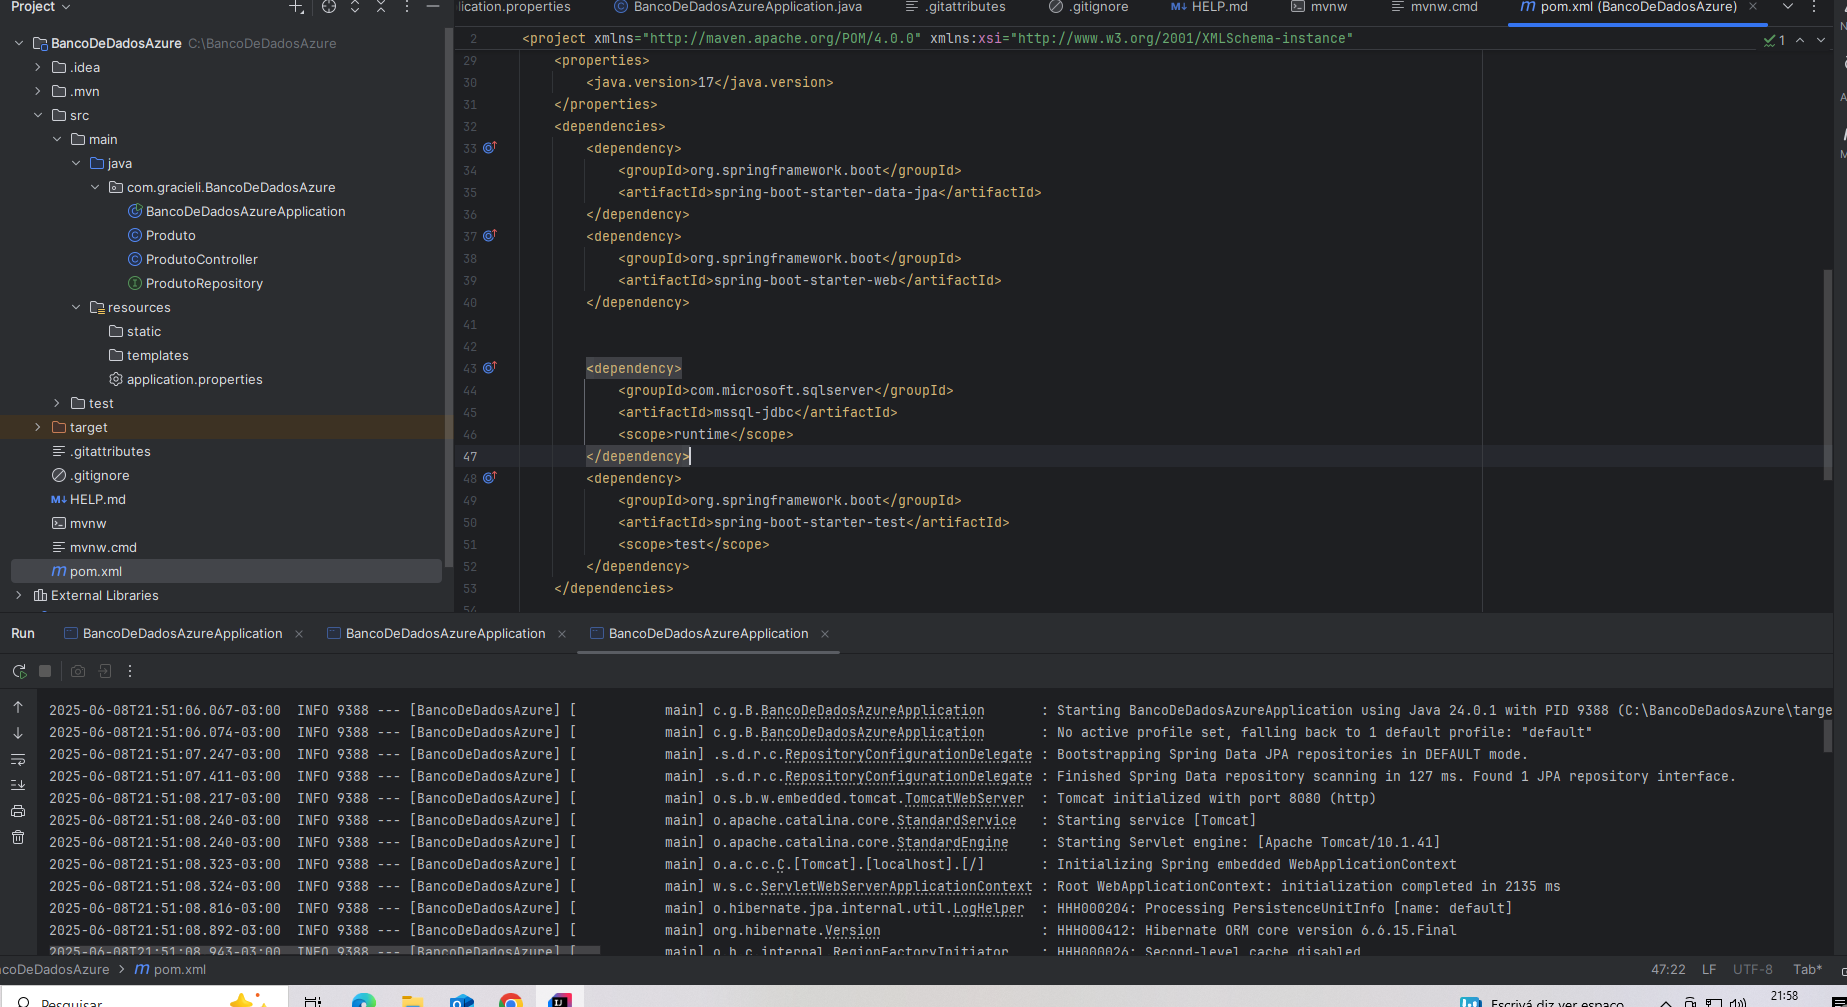 Project
BancoDeDadosAzure C:\BancoDeDadosAzure
.idea
.mvn
src
main
java
com.gracieli.BancoDeDadosAzure
BancoDeDadosAzureApplication
Produto
ProdutoController
ProdutoRepository
resources
static
templates
application.properties
test
target
.gitattributes
.gitignore
HELP.md
mvnw
mvnw.cmd
pom.xml
External Libraries
lication.properties
BancoDeDadosAzureApplication.java
.gitattributes
.gitignore
HELP.md
mvnw
mvnw.cmd
pom.xml (BancoDeDadosAzure)
1
2 <project xmlns="http://maven.apache.org/POM/4.0.0" xmlns:xsi="http://www.w3.org/2001/XMLSchema-instance"
29 <properties>
30 <java.version>17</java.version>
31 </properties>
32 <dependencies>
33 <dependency>
34 <groupId>org.springframework.boot</groupId>
35 <artifactId>spring-boot-starter-data-jpa</artifactId>
36 </dependency>
37 <dependency>
38 <groupId>org.springframework.boot</groupId>
39 <artifactId>spring-boot-starter-web</artifactId>
40 </dependency>
41
42
43 <dependency>
44 <groupId>com.microsoft.sqlserver</groupId>
45 <artifactId>mssql-jdbc</artifactId>
46 <scope>runtime</scope>
47 </dependency>
48 <dependency>
49 <groupId>org.springframework.boot</groupId>
50 <artifactId>spring-boot-starter-test</artifactId>
51 <scope>test</scope>
52 </dependency>
53 </dependencies>
54
Run BancoDeDadosAzureApplication BancoDeDadosAzureApplication BancoDeDadosAzureApplication
2025-06-08T21:51:06.067-03:00 INFO 9388 --- [BancoDeDadosAzure] [ main] c.g.B.BancoDeDadosAzureApplication : Starting BancoDeDadosAzureApplication using Java 24.0.1 with PID 9388 (C:\BancoDeDadosAzure\targe
2025-06-08T21:51:06.074-03:00 INFO 9388 --- [BancoDeDadosAzure] [ main] c.g.B.BancoDeDadosAzureApplication : No active profile set, falling back to 1 default profile: "default"
2025-06-08T21:51:07.247-03:00 INFO 9388 --- [BancoDeDadosAzure] [ main] .s.d.r.c.RepositoryConfigurationDelegate : Bootstrapping Spring Data JPA repositories in DEFAULT mode.
2025-06-08T21:51:07.411-03:00 INFO 9388 --- [BancoDeDadosAzure] [ main] .s.d.r.c.RepositoryConfigurationDelegate : Finished Spring Data repository scanning in 127 ms. Found 1 JPA repository interface.
2025-06-08T21:51:08.217-03:00 INFO 9388 --- [BancoDeDadosAzure] [ main] o.s.b.w.embedded.tomcat.TomcatWebServer : Tomcat initialized with port 8080 (http)
2025-06-08T21:51:08.240-03:00 INFO 9388 --- [BancoDeDadosAzure] [ main] o.apache.catalina.core.StandardService : Starting service [Tomcat]
2025-06-08T21:51:08.240-03:00 INFO 9388 --- [BancoDeDadosAzure] [ main] o.apache.catalina.core.StandardEngine : Starting Servlet engine: [Apache Tomcat/10.1.41]
2025-06-08T21:51:08.323-03:00 INFO 9388 --- [BancoDeDadosAzure] [ main] o.a.c.c.C.[Tomcat].[localhost].[/] : Initializing Spring embedded WebApplicationContext
2025-06-08T21:51:08.324-03:00 INFO 9388 --- [BancoDeDadosAzure] [ main] w.s.c.ServletWebServerApplicationContext : Root WebApplicationContext: initialization completed in 2135 ms
2025-06-08T21:51:08.816-03:00 INFO 9388 --- [BancoDeDadosAzure] [ main] o.hibernate.jpa.internal.util.LogHelper : HHH000204: Processing PersistenceUnitInfo [name: default]
2025-06-08T21:51:08.892-03:00 INFO 9388 --- [BancoDeDadosAzure] [ main] org.hibernate.Version : HHH000412: Hibernate ORM core version 6.6.15.Final
2025-06-08T21:51:08.943-03:00 INFO 9388 --- [BancoDeDadosAzure] [ main] o.h.c.internal.RegionFactoryInitiator : HHH000026: Second-level cache disabled
ncoDeDadosAzure pom.xml
47:22 LF UTF-8 Tab*
Pesquisar
Escrivá diz ver espaço
21:58